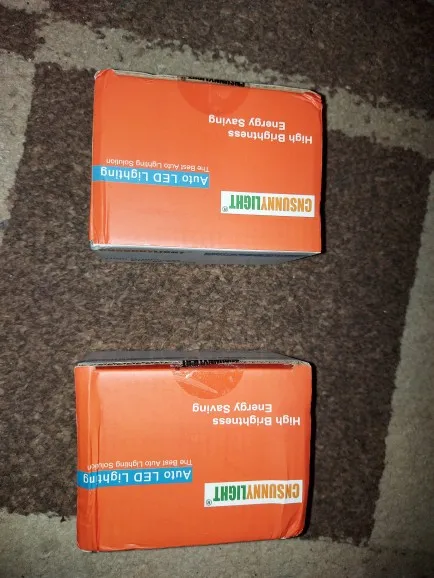 CNSUNNYLIGHT®
Auto LED Lighting
The Best Auto Lighting Solution
High Brightness
Energy Saving
CNSUNNYLIGHT®
Auto LED Lighting
The Best Auto Lighting Solution
High Brightness
Energy Saving